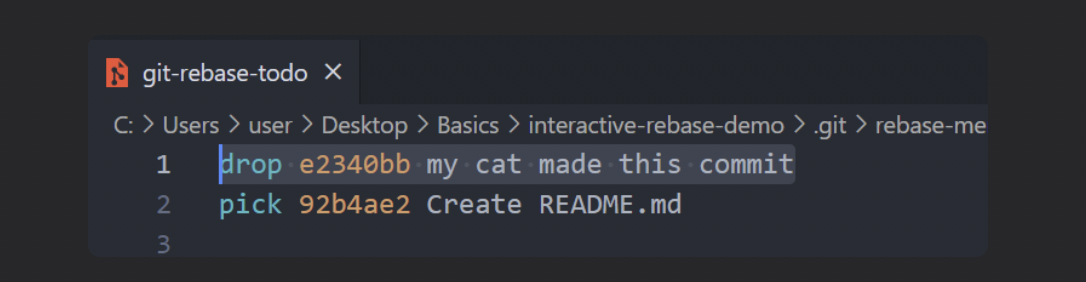 git-rebase-todo ×
C: > Users > user > Desktop > Basics > interactive-rebase-demo > .git > rebase-me
1 drop e2340bb my cat made this commit
2 pick 92b4ae2 Create README.md
3